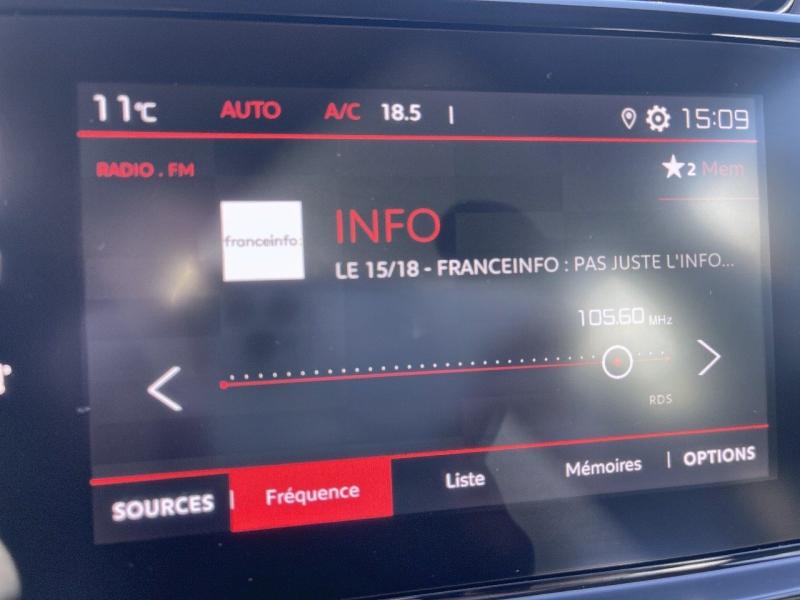 11°C AUTO A/C 18.5 15:09
RADIO . FM
2 Mem
franceinfo:
INFO
LE 15/18 - FRANCEINFO : PAS JUSTE L'INFO...
105.60 MHz
RDS
SOURCES Fréquence Liste Mémoires OPTIONS